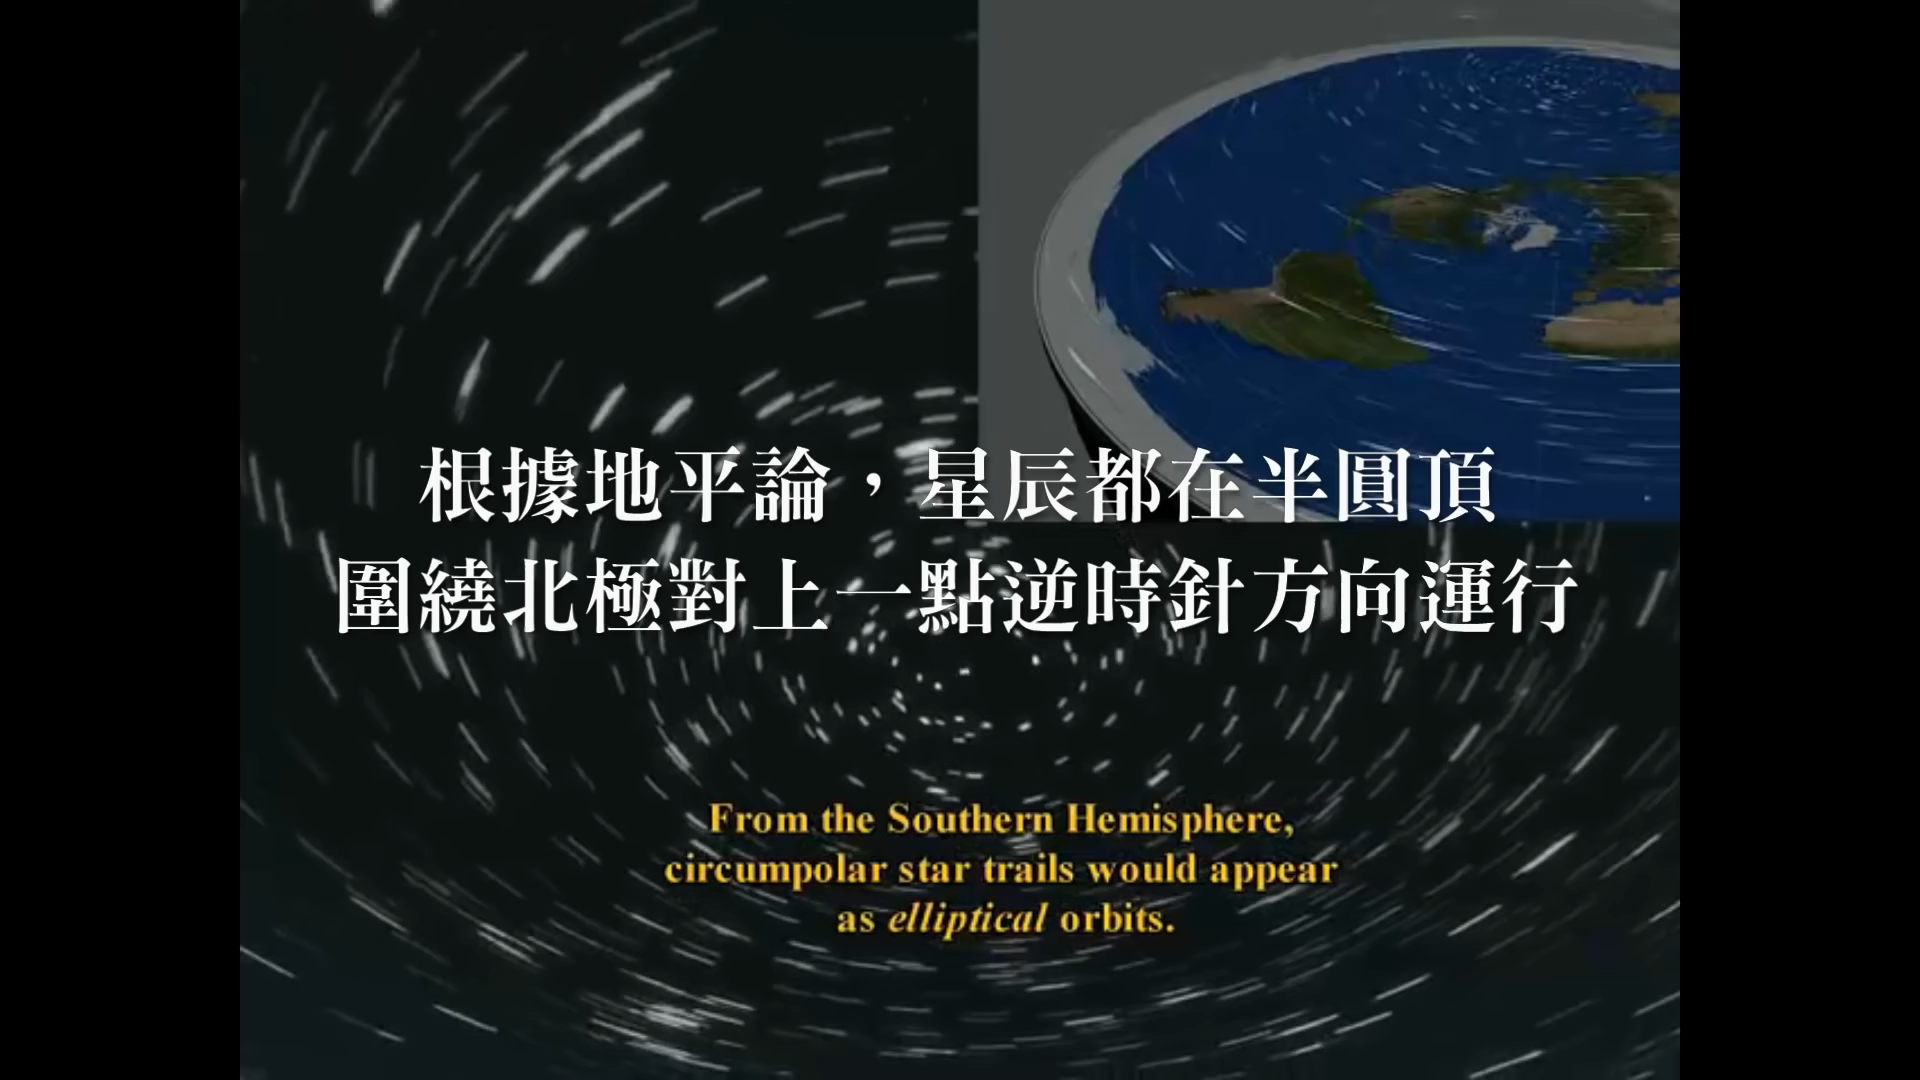 根據地平論，星辰都在半圓頂
圍繞北極對上一點逆時針方向運行
From the Southern Hemisphere,
circumpolar star trails would appear
as elliptical orbits.